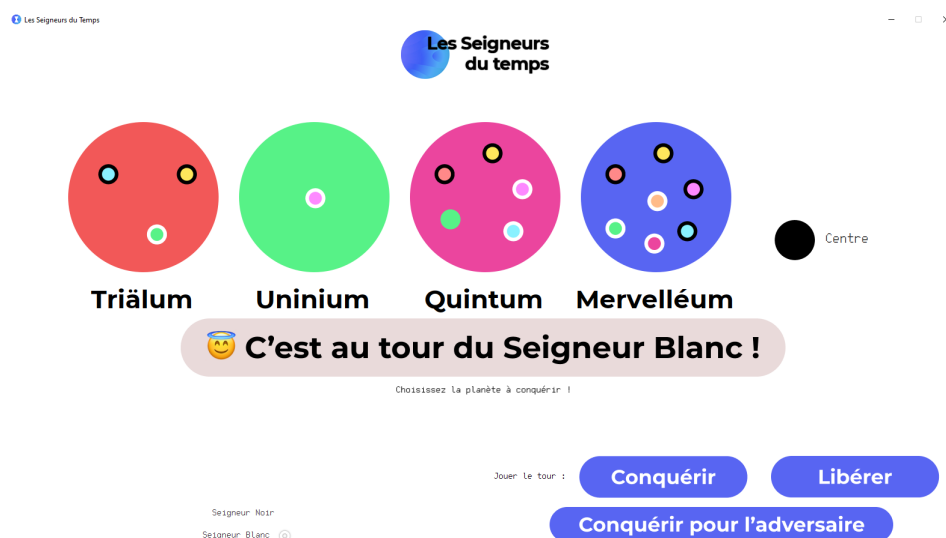 Les Seigneurs du Temps
Les Seigneurs
du temps
Centre
Triälum
Uninium
Quintum
Mervelléum
C’est au tour du Seigneur Blanc !
Choisissez la planète à conquérir !
Jouer le tour :
Conquérir
Libérer
Conquérir pour l’adversaire
Seigneur Noir
Seigneur Blanc